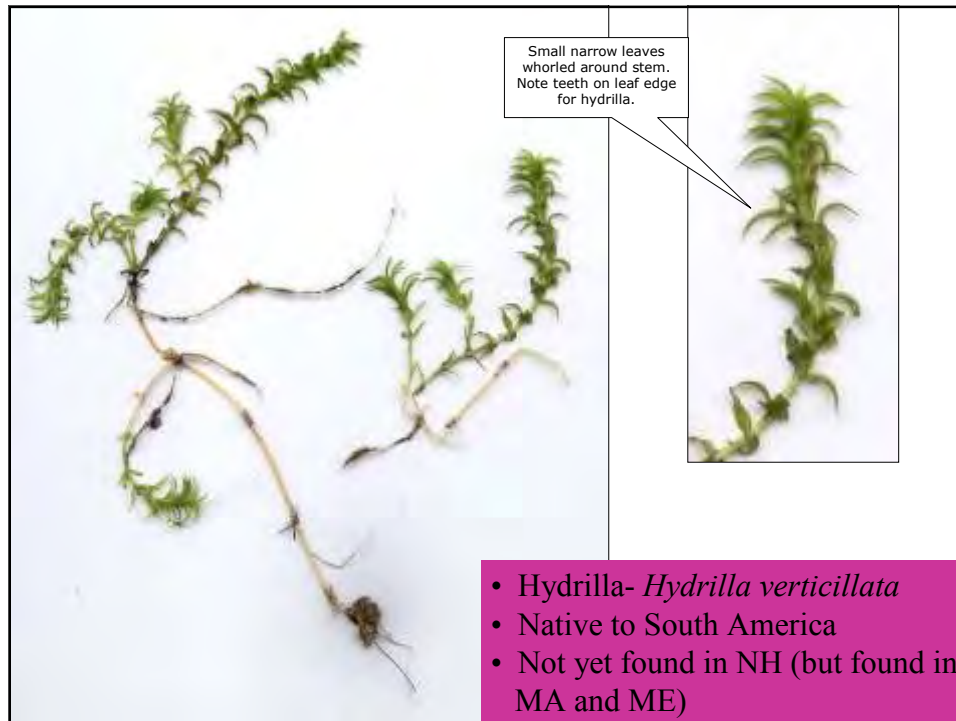 Small narrow leaves
whorled around stem.
Note teeth on leaf edge
for hydrilla.
• Hydrilla- Hydrilla verticillata
• Native to South America
• Not yet found in NH (but found in
MA and ME)